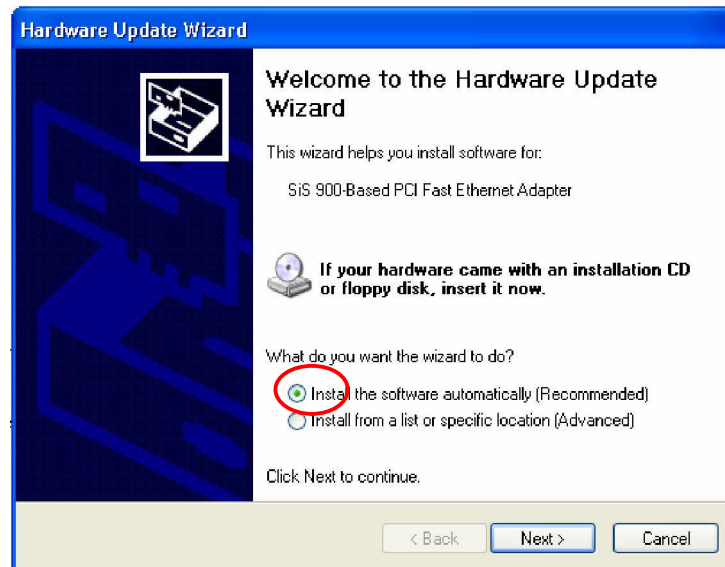 Hardware Update Wizard
Welcome to the Hardware Update
Wizard
This wizard helps you install software for:
SiS 900-Based PCI Fast Ethernet Adapter
If your hardware came with an installation CD
or floppy disk, insert it now.
What do you want the wizard to do?
Install the software automatically (Recommended)
Install from a list or specific location (Advanced)
Click Next to continue.
< Back Next > Cancel